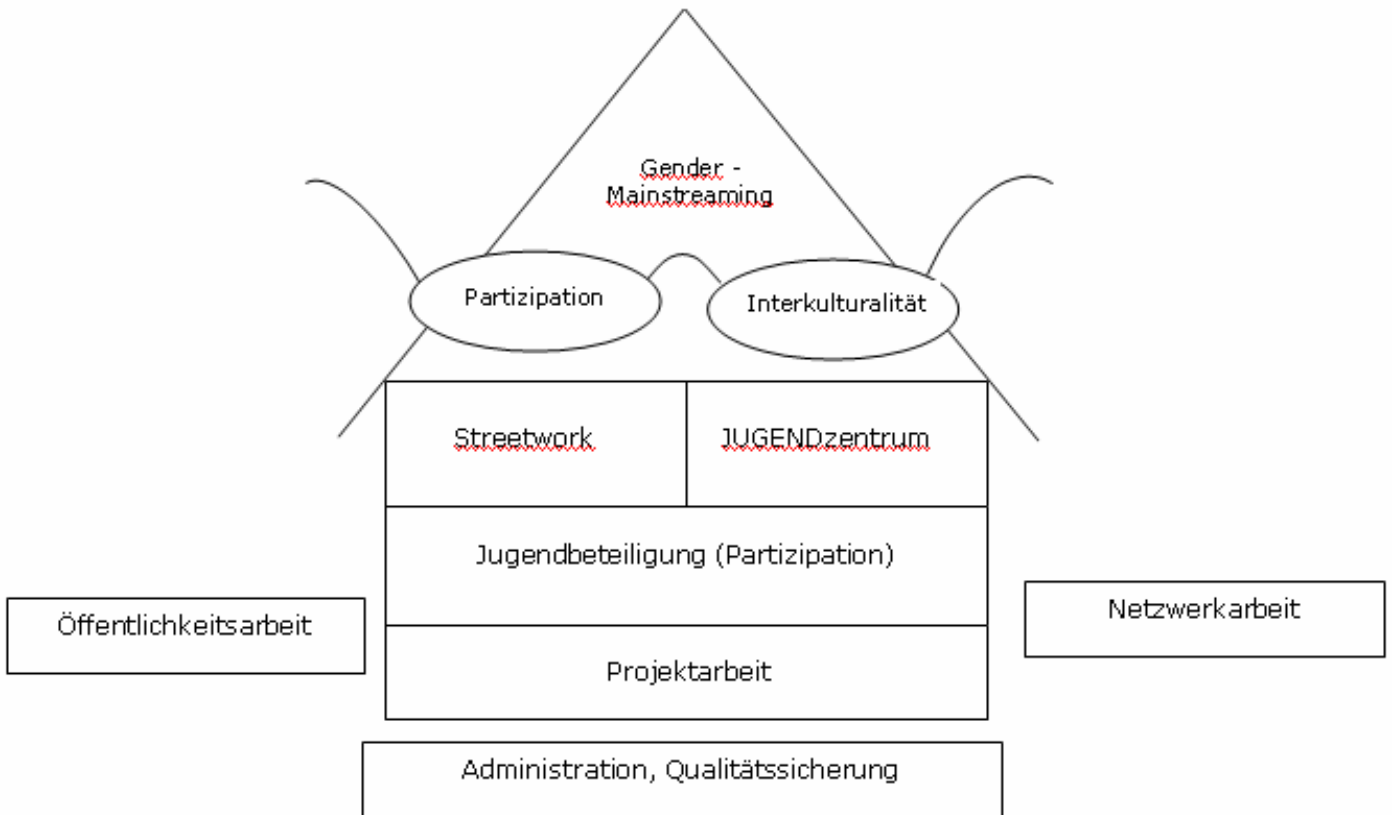 Gender -
Mainstreaming
Partizipation
Interkulturalität
Streetwork
JUGENDzentrum
Jugendbeteiligung (Partizipation)
Öffentlichkeitsarbeit
Netzwerkarbeit
Projektarbeit
Administration, Qualitätssicherung